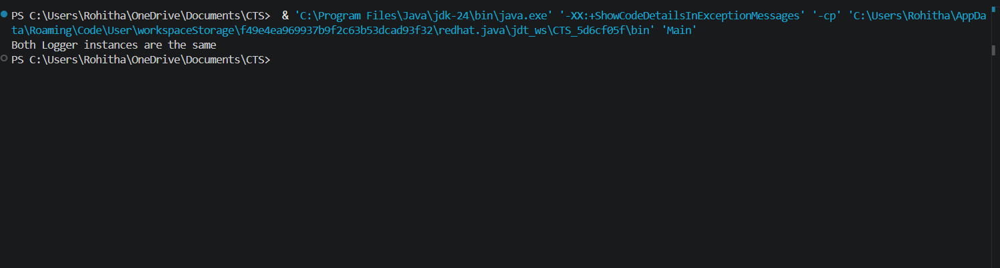 PS C:\Users\Rohitha\OneDrive\Documents\CTS>  & 'C:\Program Files\Java\jdk-24\bin\java.exe' '-XX:+ShowCodeDetailsInExceptionMessages' '-cp' 'C:\Users\Rohitha\AppDa
ta\Roaming\Code\User\workspaceStorage\f49e4ea969937b9f2c63b53dcad93f32\redhat.java\jdt_ws\CTS_5d6cf05f\bin' 'Main'
Both Logger instances are the same
PS C:\Users\Rohitha\OneDrive\Documents\CTS>